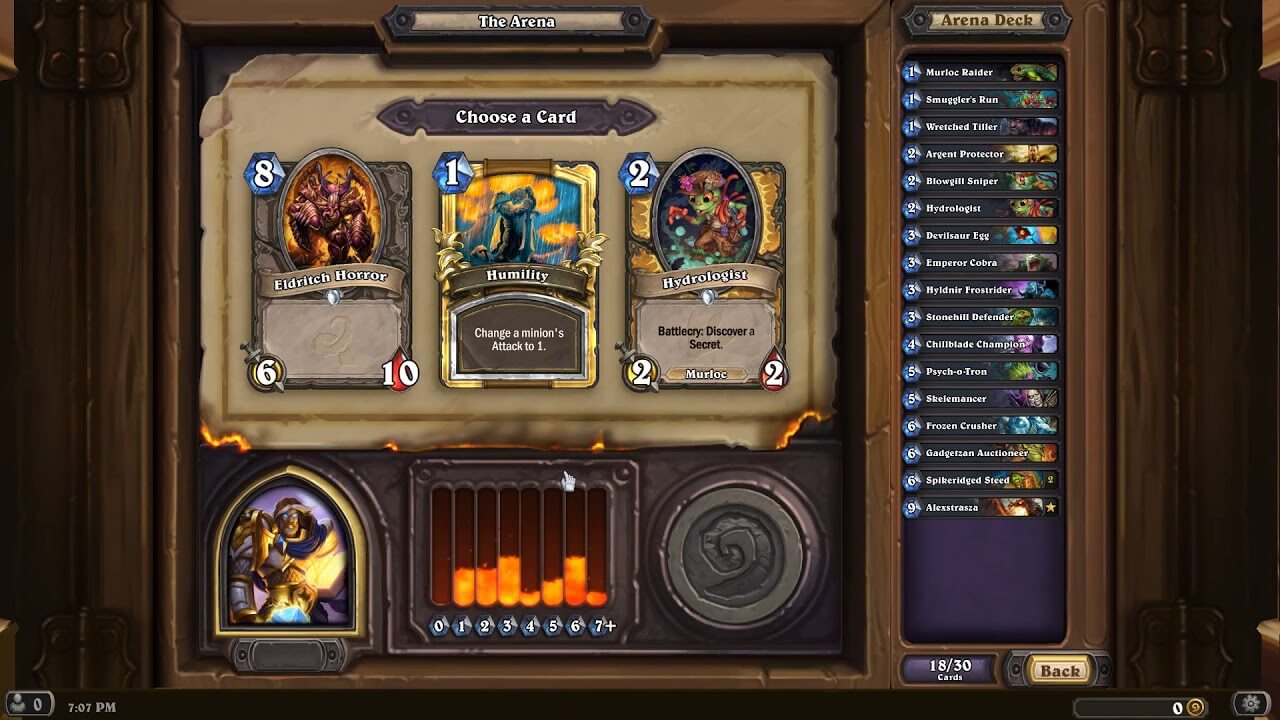 The Arena
Choose a Card
8
Eldritch Horror
6
10
1
Humility
Change a minion's
Attack to 1.
2
Hydrologist
Battlecry: Discover a
Secret.
Murloc
2
2
0 1 2 3 4 5 6 7+
Arena Deck
1 Murloc Raider
1 Smuggler's Run
1 Wretched Tiller
2 Argent Protector
2 Blowgill Sniper
2 Hydrologist
3 Devilsaur Egg
3 Emperor Cobra
3 Hyldnir Frostrider
3 Stonehill Defender
4 Chillblade Champion
5 Psych-o-Tron
5 Skelemancer
6 Frozen Crusher
6 Gadgetzan Auctioneer
6 Spikeridged Steed 2
9 Alexstrasza
18/30
Cards
Back
0
7:07 PM
0